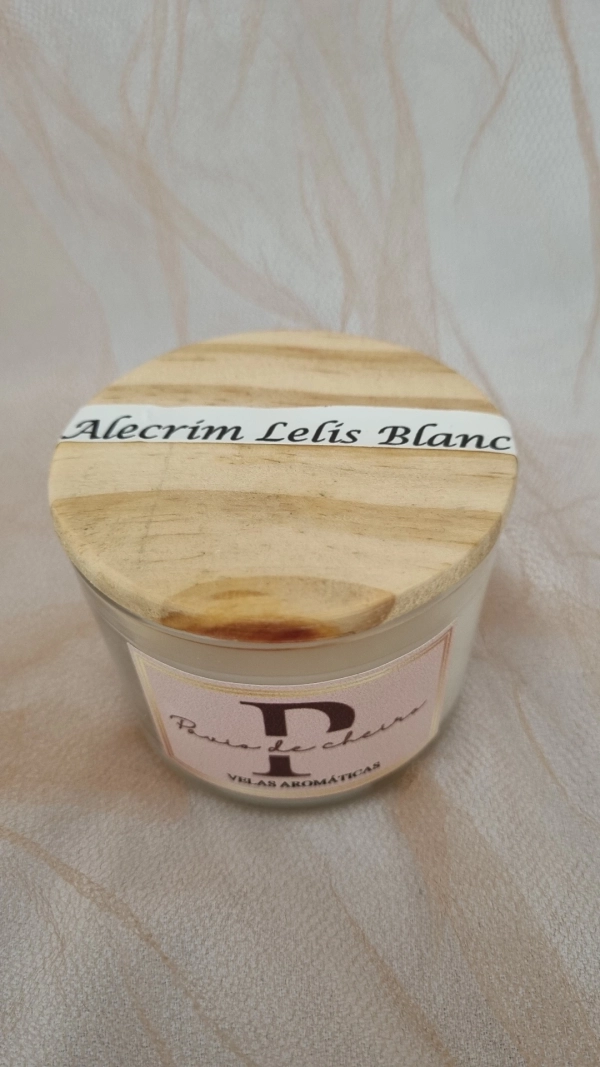 Alecrim Lelis Blanc
P
Pavio de cheiro
VELAS AROMÁTICAS